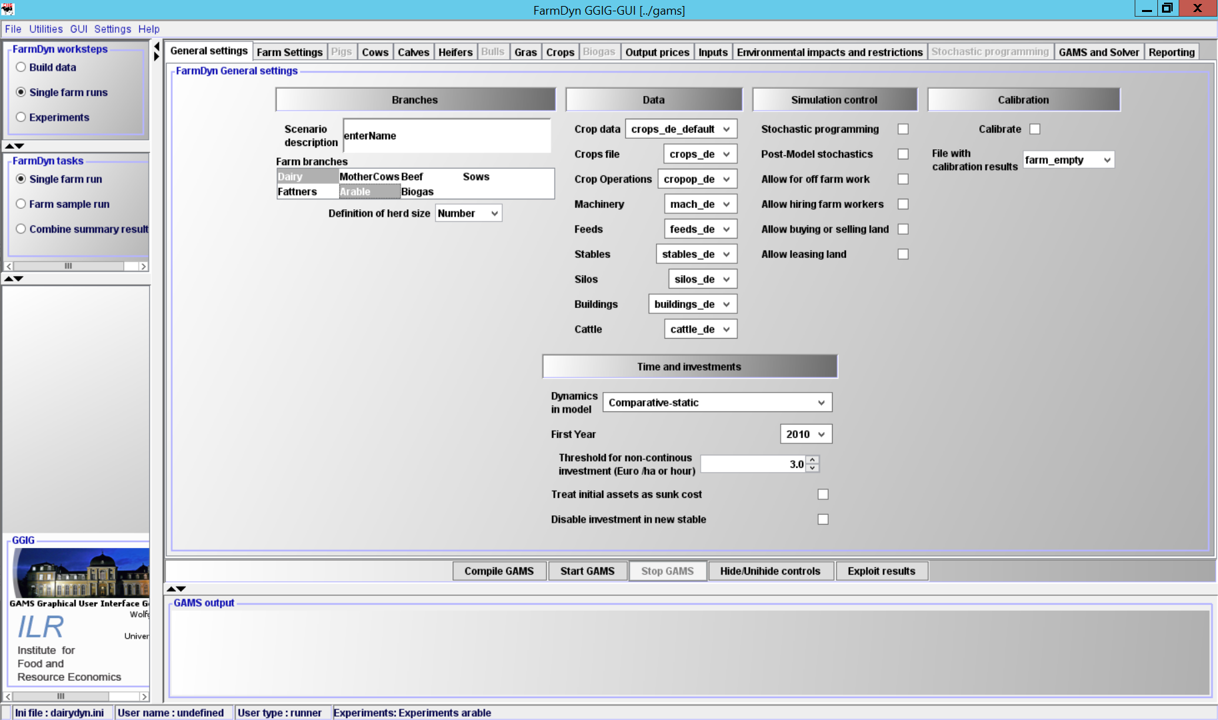 FarmDyn GGIG-GUI [../gams]
File Utilities GUI Settings Help
FarmDyn worksteps
Build data
Single farm runs
Experiments
FarmDyn tasks
Single farm run
Farm sample run
Combine summary result
GGIG
GAMS Graphical User Interface G
Wolf
ILR
Univer
Institute for
Food and
Resource Economics
General settings Farm Settings Pigs Cows Calves Heifers Bulls Gras Crops Biogas Output prices Inputs Environmental impacts and restrictions Stochastic programming GAMS and Solver Reporting
FarmDyn General settings
Branches
Scenario
description
enterName
Farm branches
Dairy MotherCows Beef Sows
Fattners Arable Biogas
Definition of herd size Number
Data
Crop data crops_de_default
Crops file crops_de
Crop Operations cropop_de
Machinery mach_de
Feeds feeds_de
Stables stables_de
Silos silos_de
Buildings buildings_de
Cattle cattle_de
Simulation control
Stochastic programming
Post-Model stochastics
Allow for off farm work
Allow hiring farm workers
Allow buying or selling land
Allow leasing land
Calibration
Calibrate
File with
calibration results
farm_empty
Time and investments
Dynamics
in model
Comparative-static
First Year 2010
Threshold for non-continous
investment (Euro /ha or hour)
3.0
Treat initial assets as sunk cost
Disable investment in new stable
Compile GAMS Start GAMS Stop GAMS Hide/Unihide controls Exploit results
GAMS output
Ini file : dairydyn.ini User name : undefined User type : runner Experiments: Experiments arable